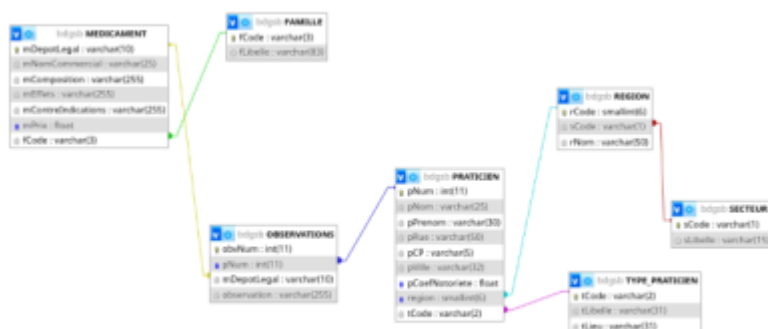 bdgsb MEDICAMENT
mDepotLegal : varchar(10)
mNomCommercial : varchar(25)
mComposition : varchar(255)
mEffets : varchar(255)
mContreIndications : varchar(255)
mPrix : float
fCode : varchar(3)
bdgsb FAMILLE
fCode : varchar(3)
fLibelle : varchar(83)
bdgsb OBSERVATIONS
obsNum : int(11)
pNum : int(11)
mDepotLegal : varchar(10)
observation : varchar(255)
bdgsb PRATICIEN
pNum : int(11)
pNom : varchar(25)
pPrenom : varchar(30)
pRue : varchar(50)
pCP : varchar(5)
pVille : varchar(32)
pCoefNotoriete : float
region : smallint(6)
tCode : varchar(2)
bdgsb REGION
rCode : smallint(6)
sCode : varchar(1)
rNom : varchar(50)
bdgsb SECTEUR
sCode : varchar(1)
sLibelle : varchar(15)
bdgsb TYPE_PRATICIEN
tCode : varchar(2)
tLibelle : varchar(31)
tLieu : varchar(31)